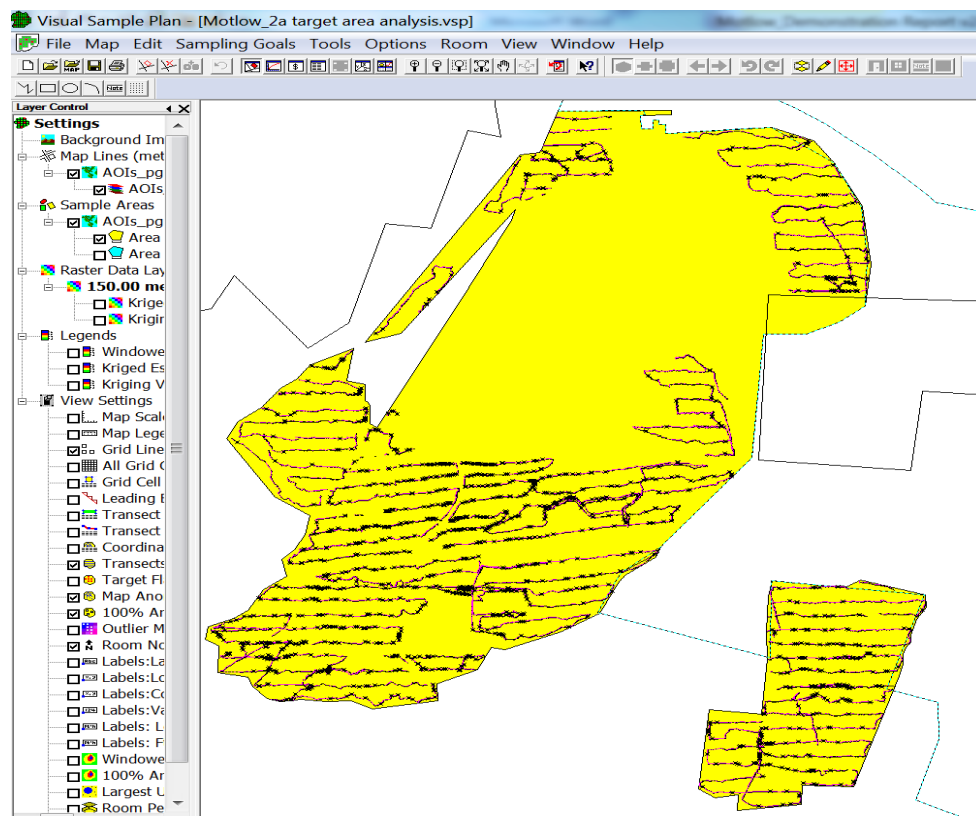 Visual Sample Plan - [Motlow_2a target area analysis.vsp]
File Map Edit Sampling Goals Tools Options Room View Window Help
Layer Control
Settings
Background Im
Map Lines (met
AOIs_pg
AOIs_
Sample Areas
AOIs_pg
Area
Area
Raster Data Lay
150.00 me
Krige
Krigir
Legends
Windowe
Kriged Es
Kriging V
View Settings
Map Scal
Map Lege
Grid Line
All Grid C
Grid Cell
Leading E
Transect
Transect
Coordina
Transects
Target Fl
Map Ano
100% Ar
Outlier M
Room No
Labels:La
Labels:Lo
Labels:Co
Labels:Va
Labels: L
Labels: F
Windowe
100% Ar
Largest U
Room Pe